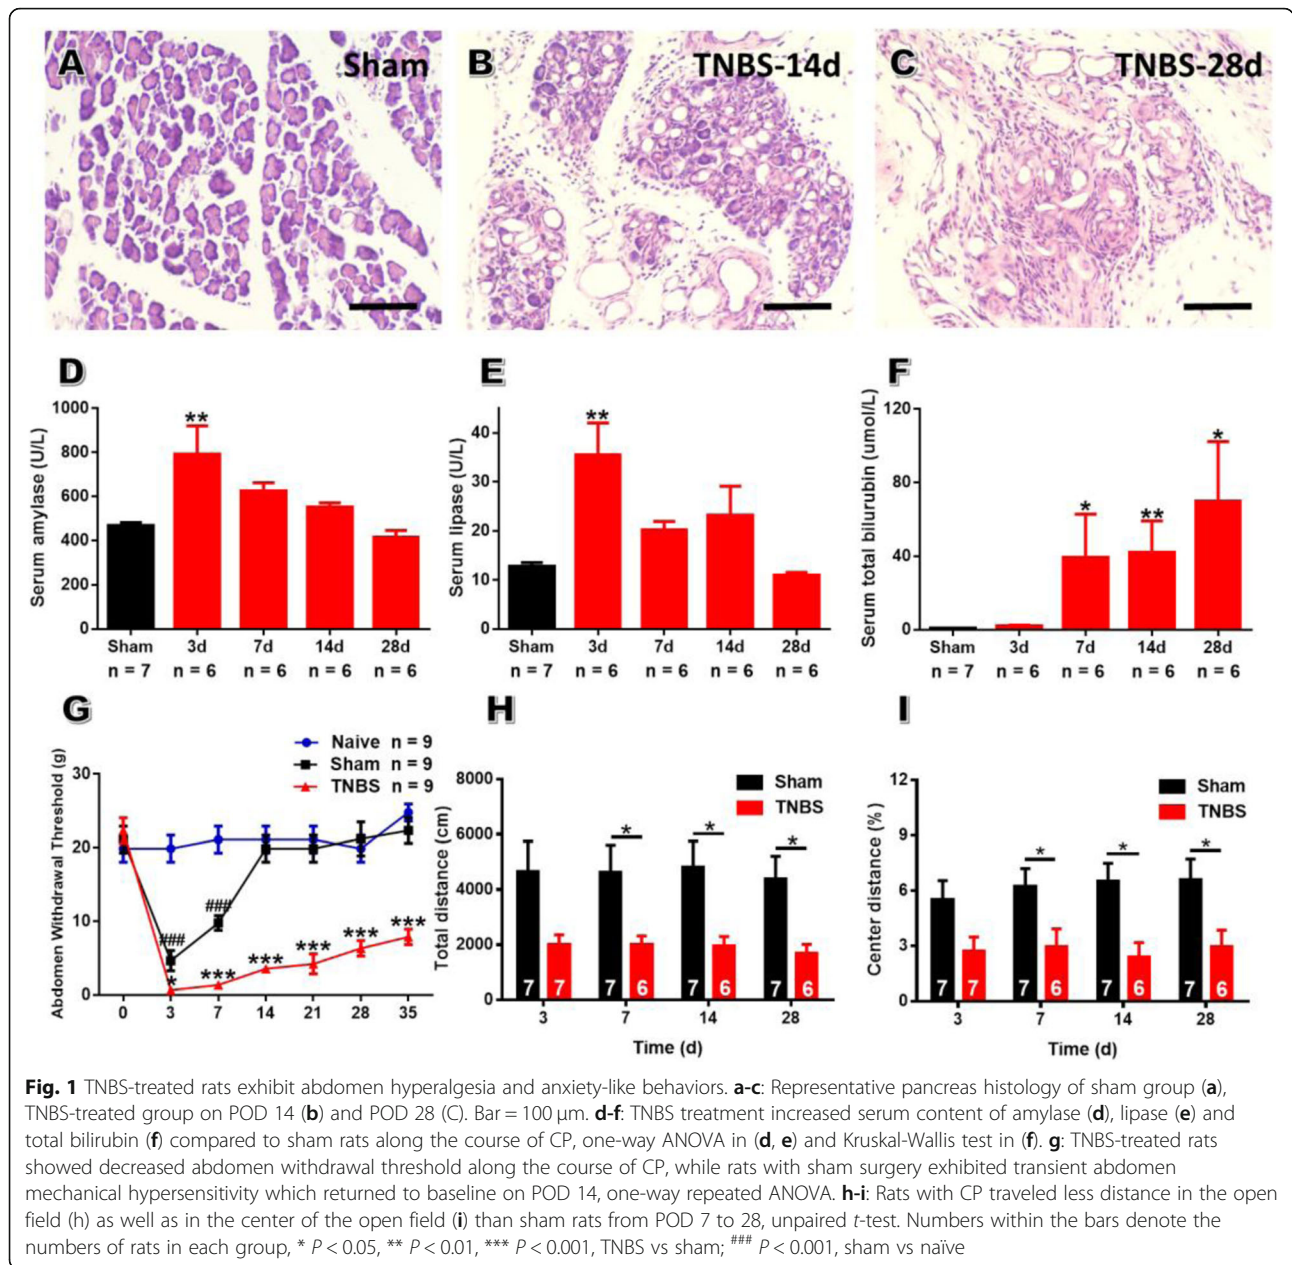 A Sham
B TNBS-14d
C TNBS-28d
D
Serum amylase (U/L)
1000
800
600
400
200
0
Sham 3d 7d 14d 28d
n = 7 n = 6 n = 6 n = 6 n = 6
**
E
Serum lipase (U/L)
40
30
20
10
0
Sham 3d 7d 14d 28d
n = 7 n = 6 n = 6 n = 6 n = 6
**
F
Serum total bilurubin (umol/L)
120
80
40
0
Sham 3d 7d 14d 28d
n = 7 n = 6 n = 6 n = 6 n = 6
* ** *
G
Naive n = 9
Sham n = 9
TNBS n = 9
Abdomen Withdrawal Threshold (g)
30
20
10
0
### ###
* *** *** *** *** ***
0 3 7 14 21 28 35
H
Sham
TNBS
Total distance (cm)
8000
6000
4000
2000
0
* * *
7 7 7 6 7 6 7 6
3 7 14 28
Time (d)
I
Sham
TNBS
Center distance (%)
12
9
6
3
0
* * *
7 7 7 6 7 6 7 6
3 7 14 28
Time (d)
Fig. 1 TNBS-treated rats exhibit abdomen hyperalgesia and anxiety-like behaviors. a-c: Representative pancreas histology of sham group (a),
TNBS-treated group on POD 14 (b) and POD 28 (C). Bar = 100 μm. d-f: TNBS treatment increased serum content of amylase (d), lipase (e) and
total bilirubin (f) compared to sham rats along the course of CP, one-way ANOVA in (d, e) and Kruskal-Wallis test in (f). g: TNBS-treated rats
showed decreased abdomen withdrawal threshold along the course of CP, while rats with sham surgery exhibited transient abdomen
mechanical hypersensitivity which returned to baseline on POD 14, one-way repeated ANOVA. h-i: Rats with CP traveled less distance in the open
field (h) as well as in the center of the open field (i) than sham rats from POD 7 to 28, unpaired t-test. Numbers within the bars denote the
numbers of rats in each group, * P < 0.05, ** P < 0.01, *** P < 0.001, TNBS vs sham; ### P < 0.001, sham vs naïve